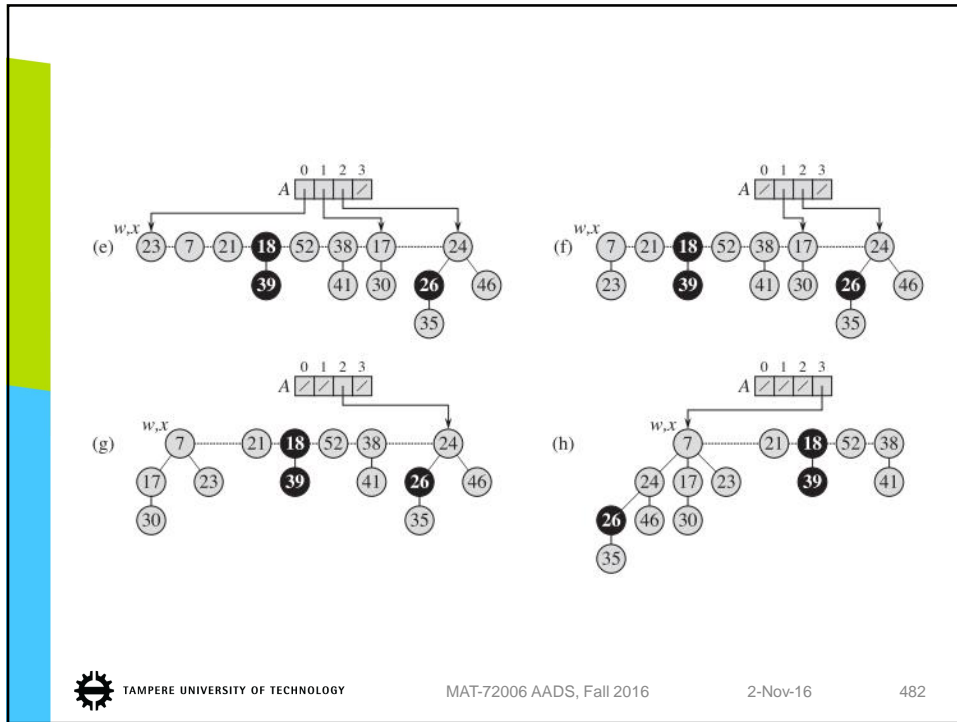 0 1 2 3
A / 
w,x
(e) 23 7 21 18 52 38 17 24
39 41 30 26 46
35
0 1 2 3
A / /
w,x
(f) 7 21 18 52 38 17 24
23 39 41 30 26 46
35
0 1 2 3
A / / /
w,x
(g) 7 21 18 52 38 24
17 23 39 41 26 46
30 35
0 1 2 3
A / / /
w,x
(h) 7 21 18 52 38
24 17 23 39 41
26 46 30
35
TAMPERE UNIVERSITY OF TECHNOLOGY MAT-72006 AADS, Fall 2016 2-Nov-16 482